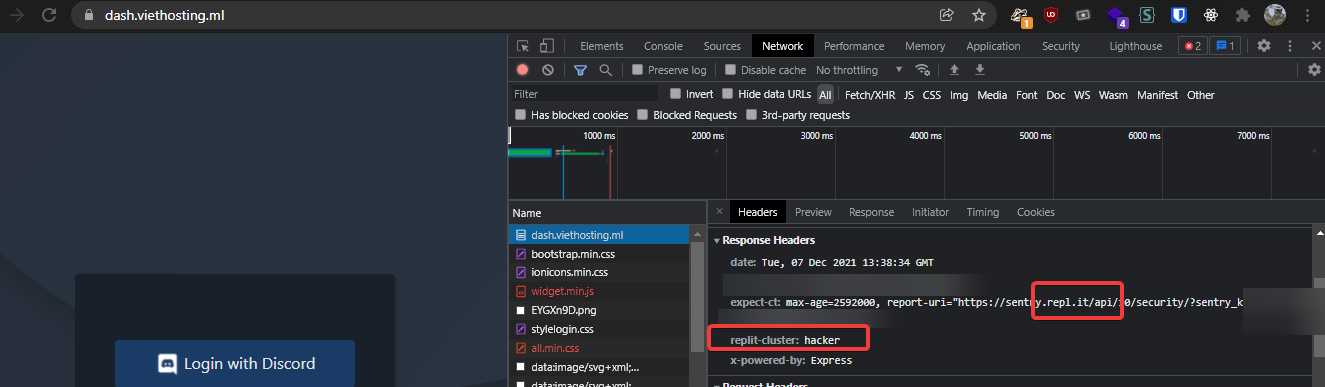 dash.viethosting.ml
1
4
Elements Console Sources Network Performance Memory Application Security Lighthouse 2 1
Preserve log Disable cache No throttling
Filter Invert Hide data URLs All Fetch/XHR JS CSS Img Media Font Doc WS Wasm Manifest Other
Has blocked cookies Blocked Requests 3rd-party requests
1000 ms 2000 ms 3000 ms 4000 ms 5000 ms 6000 ms 7000 ms
Name
dash.viethosting.ml
bootstrap.min.css
ionicons.min.css
widget.min.js
EYGXn9D.png
stylelogin.css
all.min.css
data:image/svg+xml;...
data:image/svg+xml;...
Headers Preview Response Initiator Timing Cookies
Response Headers
date: Tue, 07 Dec 2021 13:38:34 GMT
expect-ct: max-age=2592000, report-uri="https://sentry.repl.it/api/10/security/?sentry_k
replit-cluster: hacker
x-powered-by: Express
Request Headers
Login with Discord